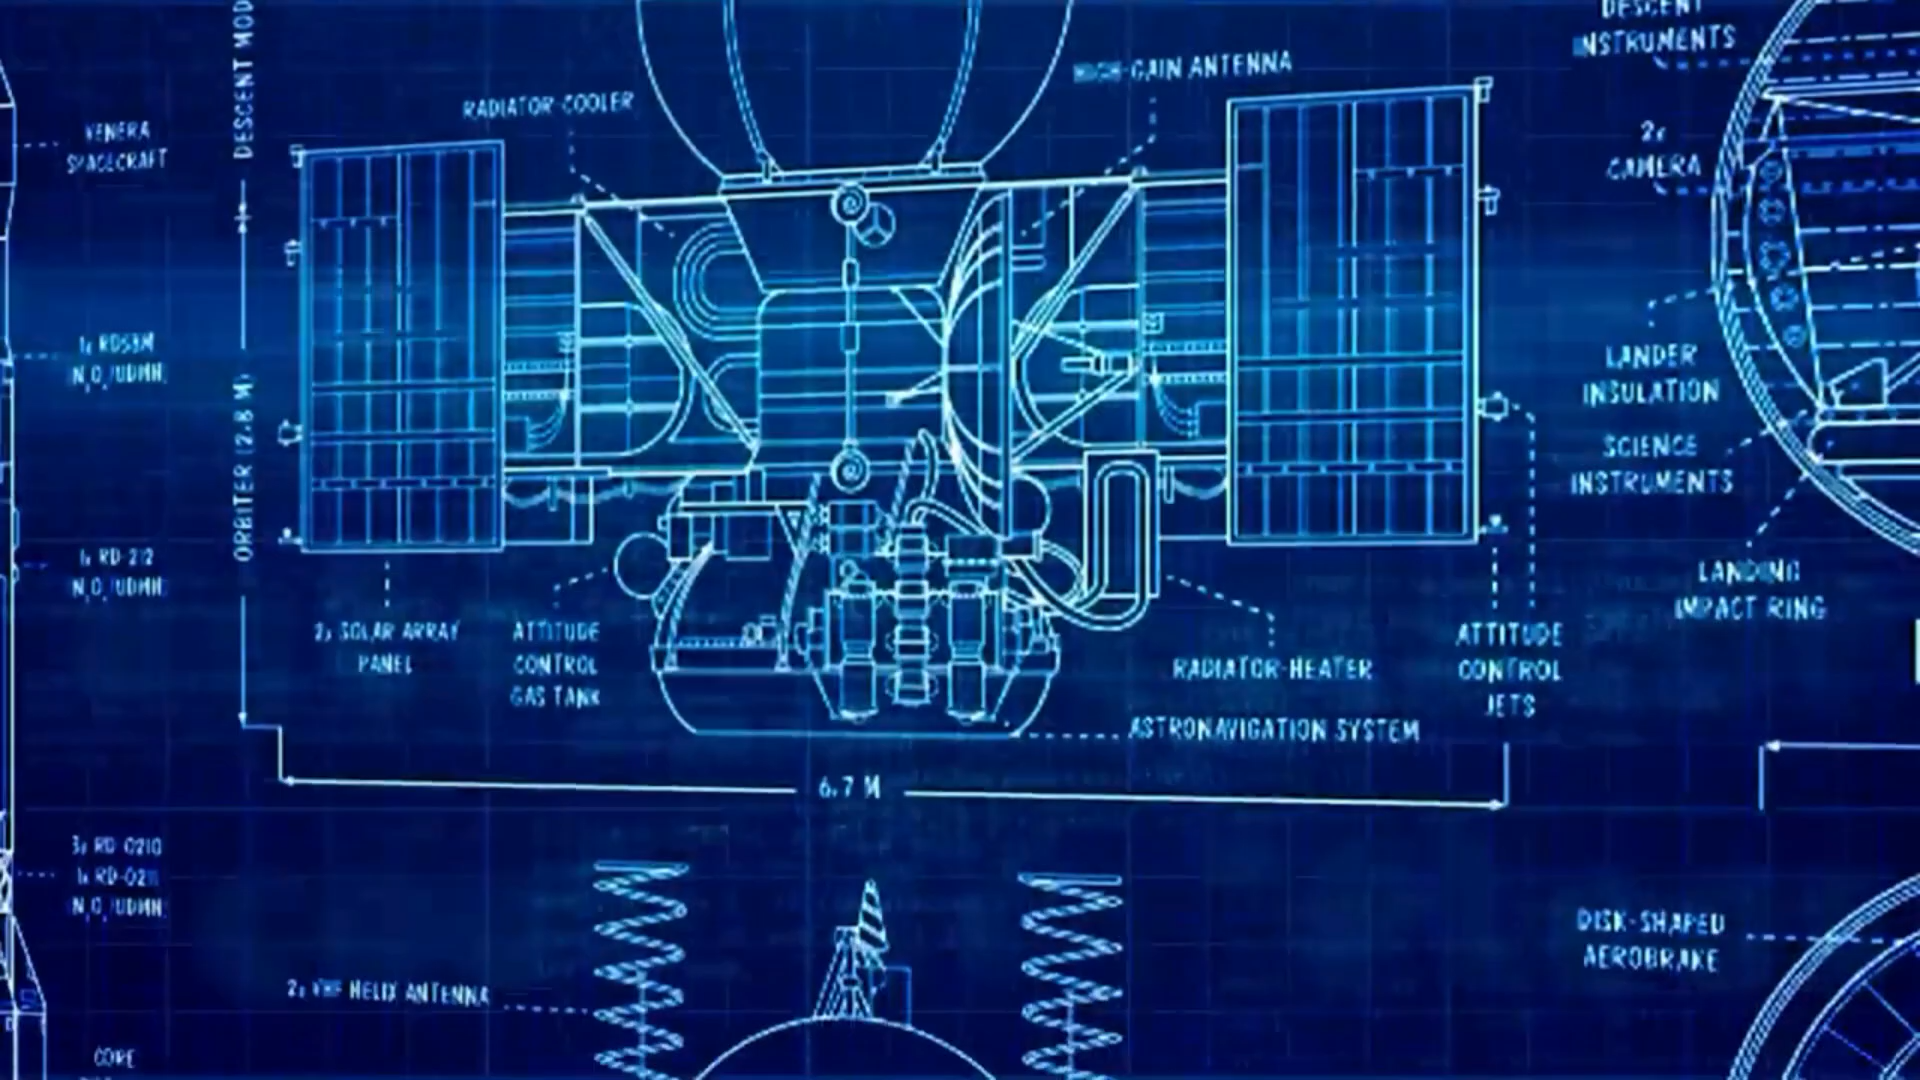 DESCENT MOD
VENERA
SPACECRAFT
RADIATOR-COOLER
HIGH-GAIN ANTENNA
DESCENT
INSTRUMENTS
2x
CAMERA
1x RD58M
N₂O₄/UDMH
ORBITER (2.8 M)
LANDER
INSULATION
SCIENCE
INSTRUMENTS
1x RD-212
N₂O₄/UDMH
LANDING
IMPACT RING
2x SOLAR ARRAY
PANEL
ATTITUDE
CONTROL
GAS TANK
RADIATOR-HEATER
ATTITUDE
CONTROL
JETS
ASTRONAVIGATION SYSTEM
6.7 M
3x RD-0210
1x RD-0211
N₂O₄/UDMH
2x VHF HELIX ANTENNA
DISK-SHAPED
AEROBRAKE
CORE